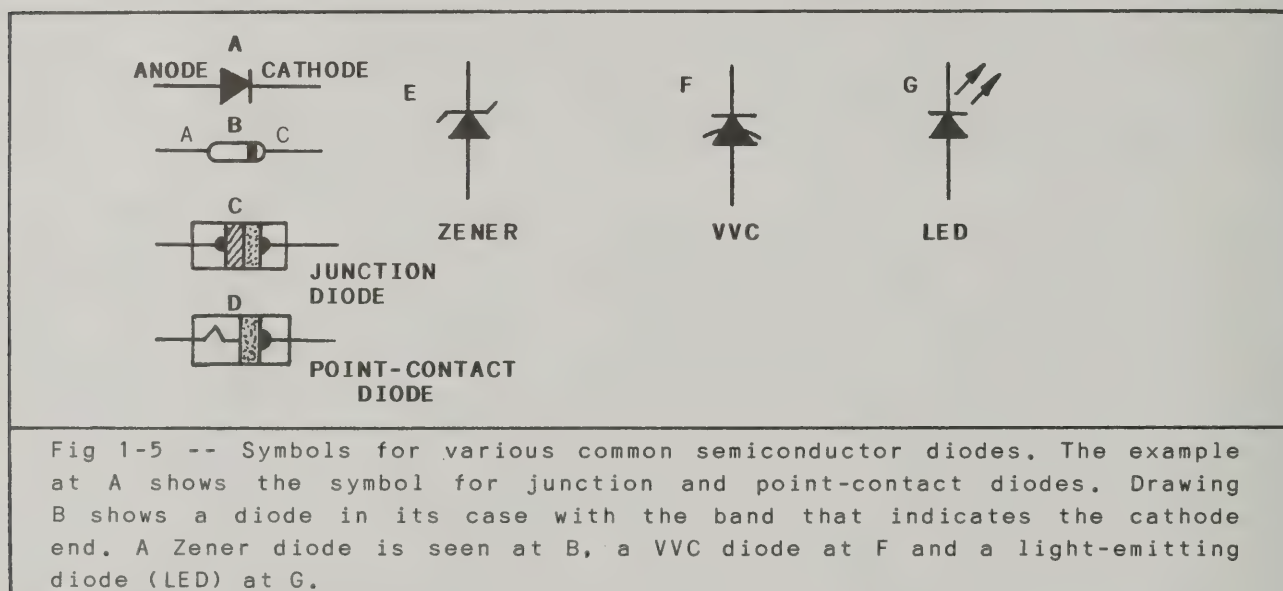 A
ANODE CATHODE
B
A C
C
JUNCTION
DIODE
D
POINT-CONTACT
DIODE
E
ZENER
F
VVC
G
LED
Fig 1-5 -- Symbols for various common semiconductor diodes. The example
at A shows the symbol for junction and point-contact diodes. Drawing
B shows a diode in its case with the band that indicates the cathode
end. A Zener diode is seen at B, a VVC diode at F and a light-emitting
diode (LED) at G.